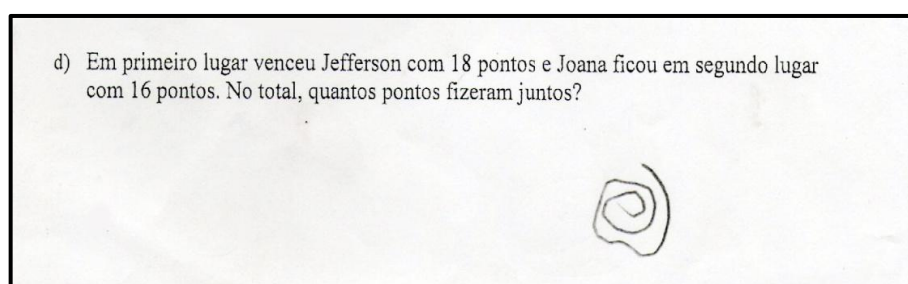 d) Em primeiro lugar venceu Jefferson com 18 pontos e Joana ficou em segundo lugar
com 16 pontos. No total, quantos pontos fizeram juntos?